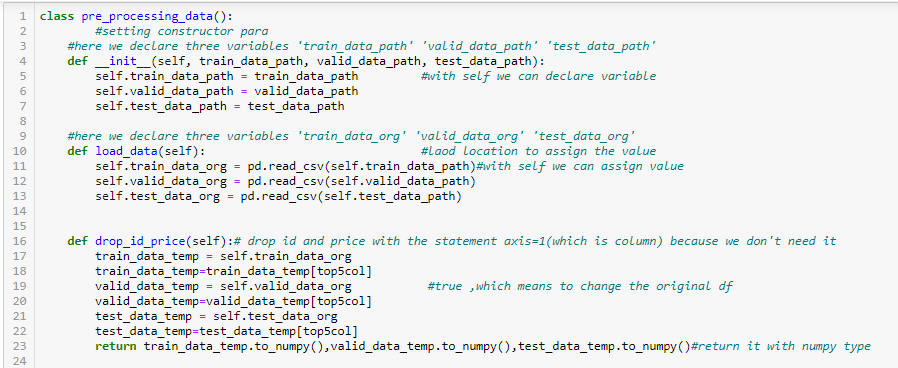 1 class pre_processing_data():
2 #setting constructor para
3 #here we declare three variables 'train_data_path' 'valid_data_path' 'test_data_path'
4 def __init__(self, train_data_path, valid_data_path, test_data_path):
5 self.train_data_path = train_data_path #with self we can declare variable
6 self.valid_data_path = valid_data_path
7 self.test_data_path = test_data_path
8
9 #here we declare three variables 'train_data_org' 'valid_data_org' 'test_data_org'
10 def load_data(self): #laod location to assign the value
11 self.train_data_org = pd.read_csv(self.train_data_path)#with self we can assign value
12 self.valid_data_org = pd.read_csv(self.valid_data_path)
13 self.test_data_org = pd.read_csv(self.test_data_path)
14
15
16 def drop_id_price(self):# drop id and price with the statement axis=1(which is column) because we don't need it
17 train_data_temp = self.train_data_org
18 train_data_temp=train_data_temp[top5col]
19 valid_data_temp = self.valid_data_org #true ,which means to change the original df
20 valid_data_temp=valid_data_temp[top5col]
21 test_data_temp = self.test_data_org
22 test_data_temp=test_data_temp[top5col]
23 return train_data_temp.to_numpy(),valid_data_temp.to_numpy(),test_data_temp.to_numpy()#return it with numpy type
24